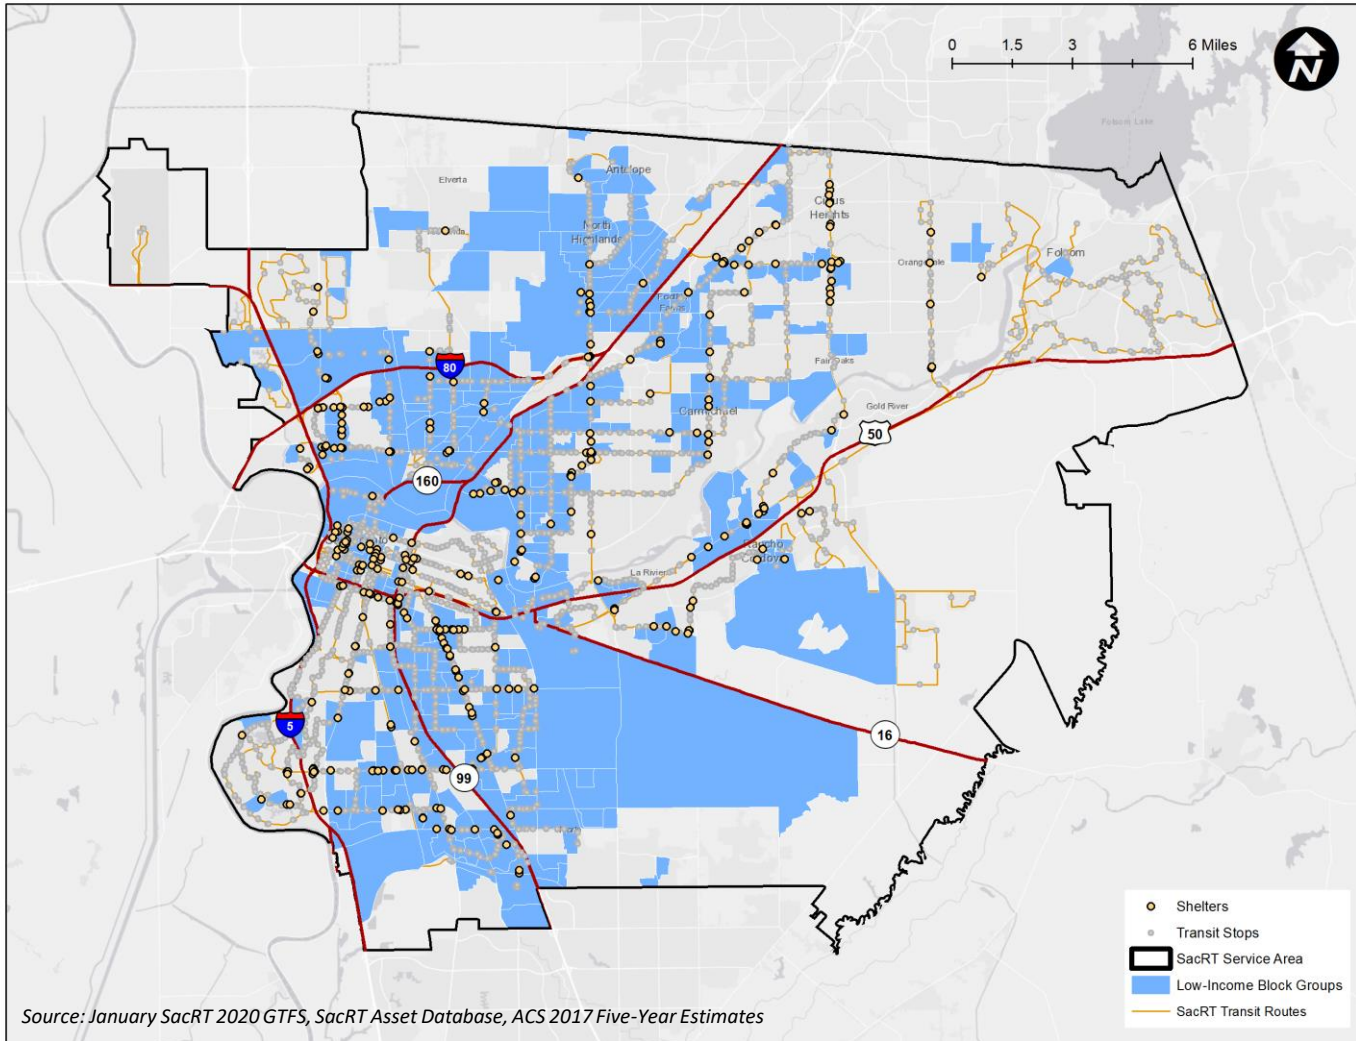 0 1.5 3 6 Miles
N
Folsom Lake
Antelope
Elverta
Citrus
Heights
North
Highlands
Folsom
Orangevale
80
Fair Oaks
Carmichael
Gold River
50
160
La Riviera
Rancho
Cordova
5
16
99
Shelters
Transit Stops
SacRT Service Area
Low-Income Block Groups
SacRT Transit Routes
Source: January SacRT 2020 GTFS, SacRT Asset Database, ACS 2017 Five-Year Estimates